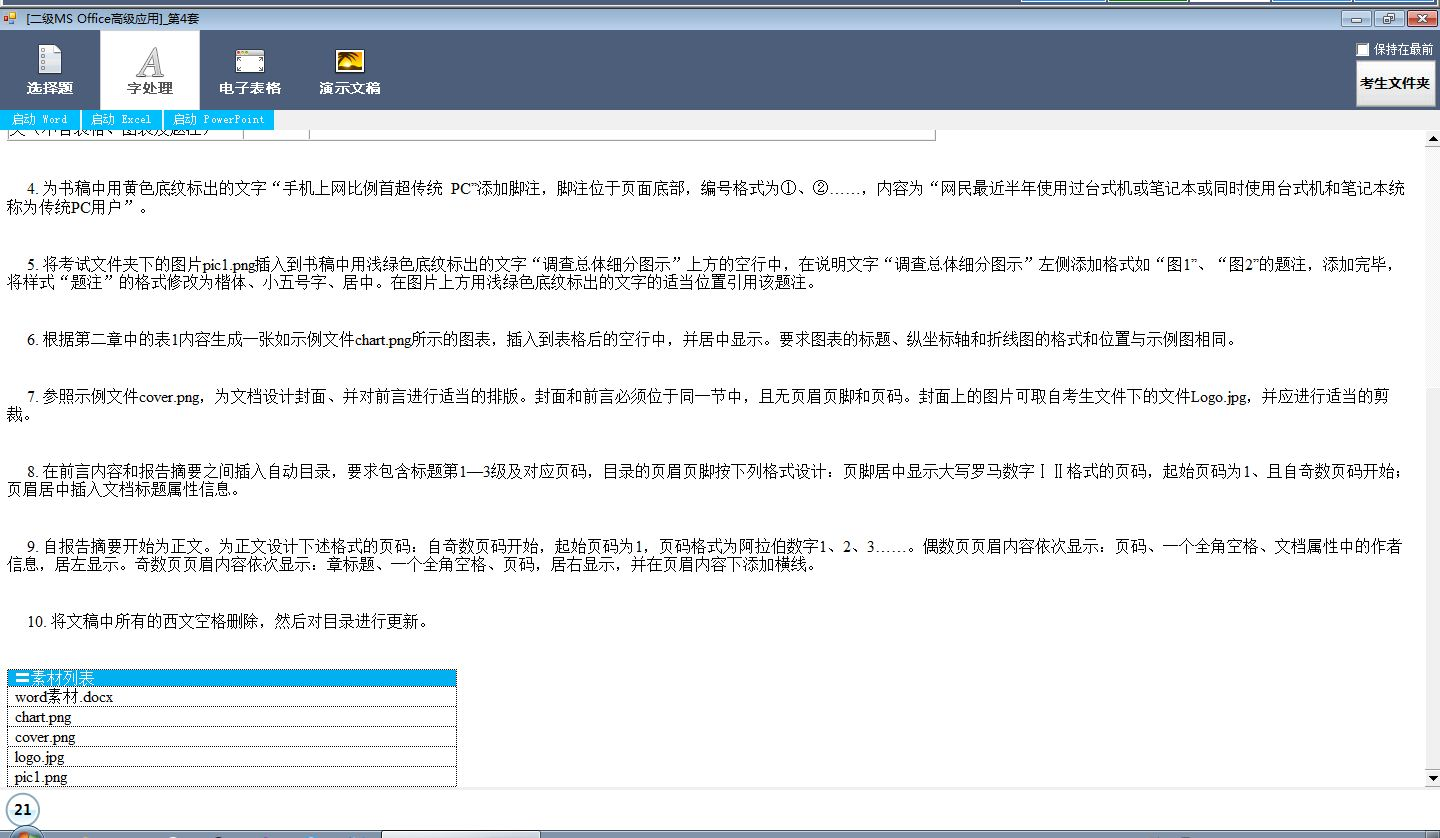 [二级MS Office高级应用]_第4套
保持在最前
选择题
字处理
电子表格
演示文稿
考生文件夹
启动 Word
启动 Excel
启动 PowerPoint
4. 为书稿中用黄色底纹标出的文字“手机上网比例首超传统 PC”添加脚注，脚注位于页面底部，编号格式为①、②……，内容为“网民最近半年使用过台式机或笔记本或同时使用台式机和笔记本统
称为传统PC用户”。
5. 将考试文件夹下的图片pic1.png插入到书稿中用浅绿色底纹标出的文字“调查总体细分图示”上方的空行中，在说明文字“调查总体细分图示”左侧添加格式如“图1”、“图2”的题注，添加完毕，
将样式“题注”的格式修改为楷体、小五号字、居中。在图片上方用浅绿色底纹标出的文字的适当位置引用该题注。
6. 根据第二章中的表1内容生成一张如示例文件chart.png所示的图表，插入到表格后的空行中，并居中显示。要求图表的标题、纵坐标轴和折线图的格式和位置与示例图相同。
7. 参照示例文件cover.png，为文档设计封面、并对前言进行适当的排版。封面和前言必须位于同一节中，且无页眉页脚和页码。封面上的图片可取自考生文件下的文件Logo.jpg，并应进行适当的剪
裁。
8. 在前言内容和报告摘要之间插入自动目录，要求包含标题第1—3级及对应页码，目录的页眉页脚按下列格式设计：页脚居中显示大写罗马数字ⅠⅡ格式的页码，起始页码为1、且自奇数页码开始；
页眉居中插入文档标题属性信息。
9. 自报告摘要开始为正文。为正文设计下述格式的页码：自奇数页码开始，起始页码为1，页码格式为阿拉伯数字1、2、3……。偶数页页眉内容依次显示：页码、一个全角空格、文档属性中的作者
信息，居左显示。奇数页页眉内容依次显示：章标题、一个全角空格、页码，居右显示，并在页眉内容下添加横线。
10. 将文稿中所有的西文空格删除，然后对目录进行更新。
素材列表
word素材.docx
chart.png
cover.png
logo.jpg
pic1.png
21